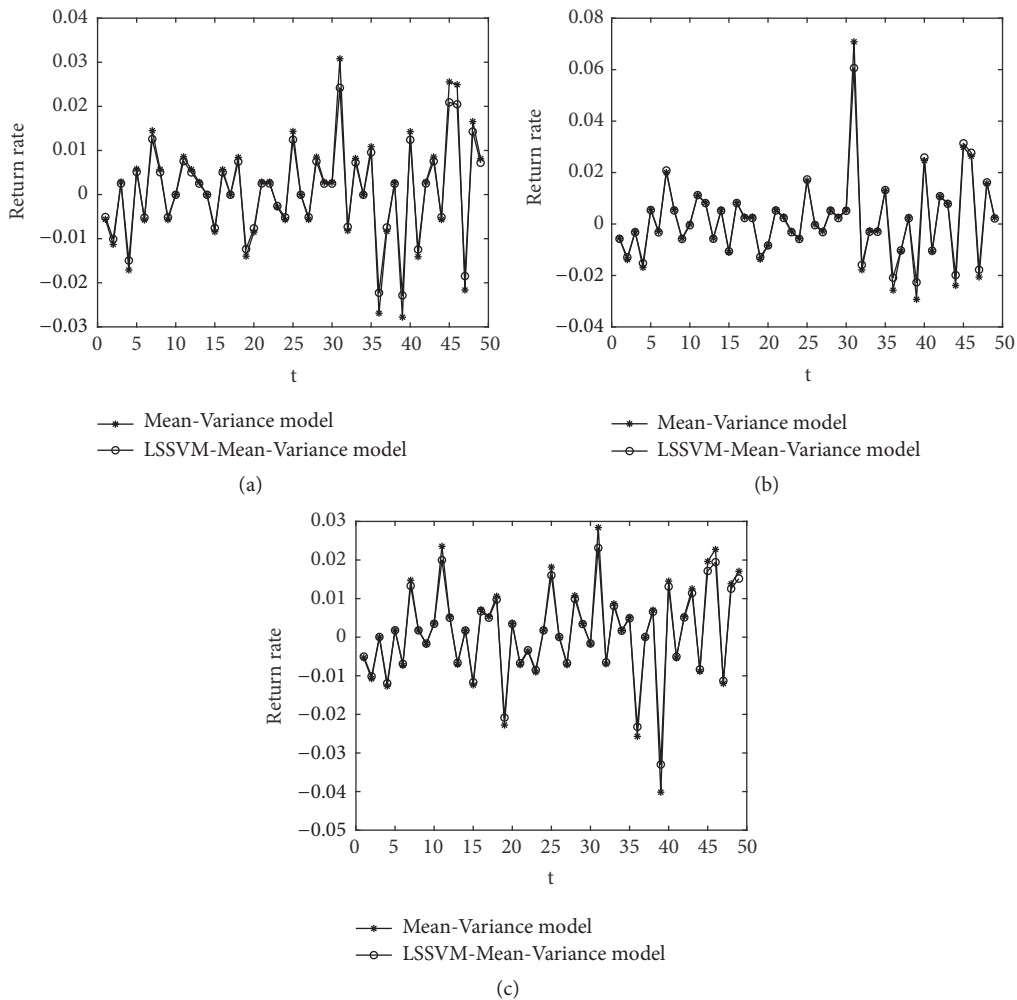 0.04
0.03
0.02
0.01
0
−0.01
−0.02
−0.03
Return rate
0 5 10 15 20 25 30 35 40 45 50
t
Mean-Variance model
LSSVM-Mean-Variance model
(a)
0.08
0.06
0.04
0.02
0
−0.02
−0.04
Return rate
0 5 10 15 20 25 30 35 40 45 50
t
Mean-Variance model
LSSVM-Mean-Variance model
(b)
0.03
0.02
0.01
0
−0.01
−0.02
−0.03
−0.04
−0.05
Return rate
0 5 10 15 20 25 30 35 40 45 50
t
Mean-Variance model
LSSVM-Mean-Variance model
(c)